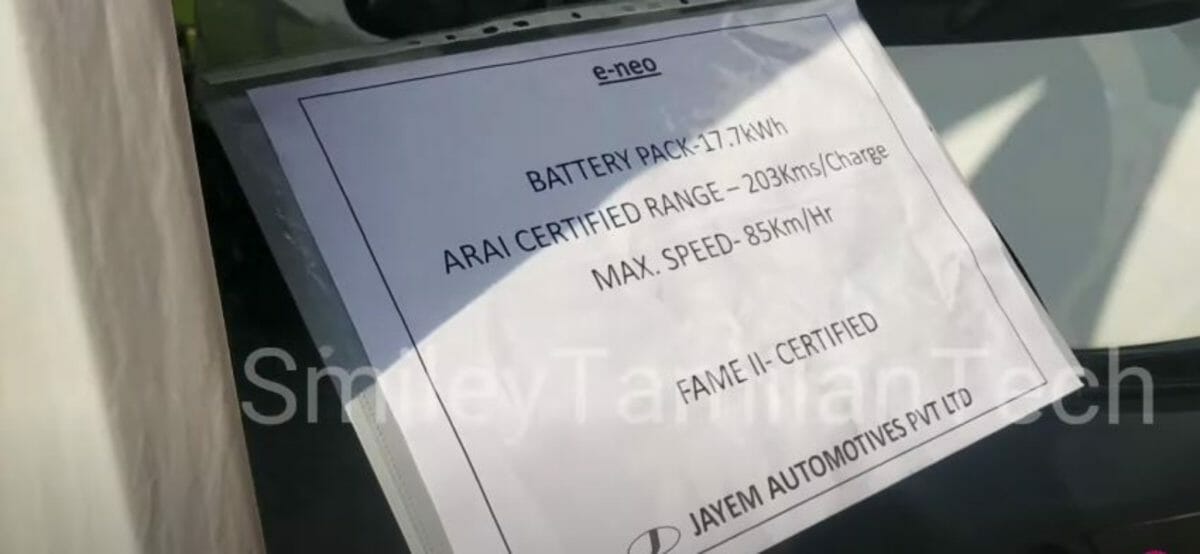 e-neo
BATTERY PACK-17.7kWh
ARAI CERTIFIED RANGE – 203Kms/Charge
MAX. SPEED- 85Km/Hr
FAME II- CERTIFIED
SmileyTamilanTech
JAYEM AUTOMOTIVES PVT LTD